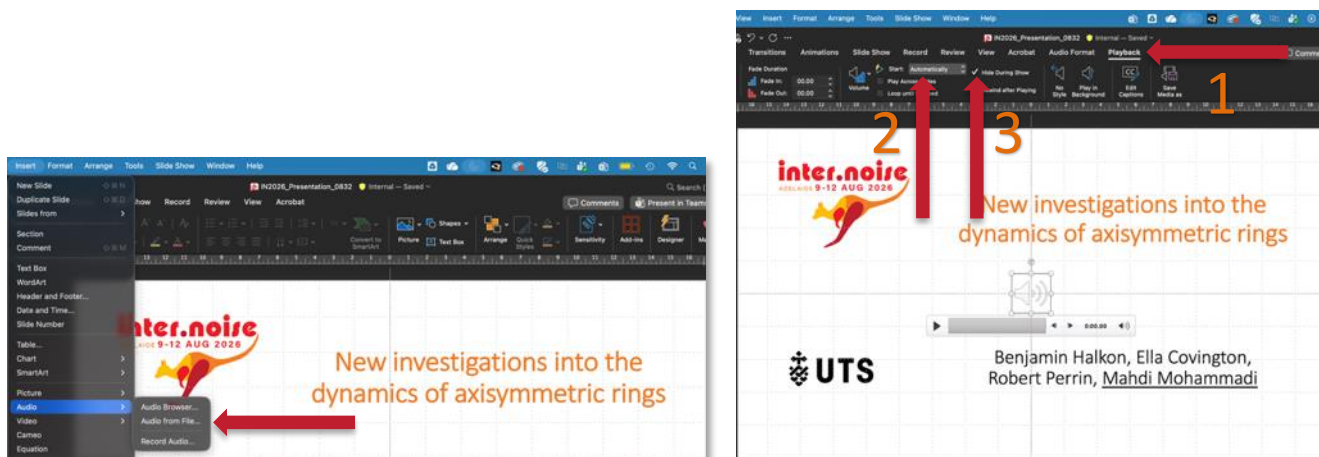 Insert Format Arrange Tools Slide Show Window Help
New Slide
Duplicate Slide
Slides from
Section
Comment
Text Box
WordArt
Header and Footer...
Date and Time...
Slide Number
Table...
Chart
SmartArt
Picture
Audio
Video
Cameo
Equation
Audio Browser...
Audio from File...
Record Audio...
IN2026_Presentation_0832 Internal — Saved
Record Review View Acrobat
Comments Present in Teams
Convert to SmartArt
Picture
Shapes
Text Box
Arrange
Quick Styles
Sensitivity
Add-ins
Designer
inter.noise
9-12 AUG 2026
New investigations into the
dynamics of axisymmetric rings
View Insert Format Arrange Tools Slide Show Window Help
IN2026_Presentation_0832 Internal — Saved
Transitions Animations Slide Show Record Review View Acrobat Audio Format Playback
Fade Duration
Fade In: 00.00
Fade Out: 00.00
Volume
Start: Automatically
Hide During Show
No Style
Play in Background
Edit Captions
Save Media as
1
2
3
inter.noise
ADELAIDE 9-12 AUG 2026
New investigations into the
dynamics of axisymmetric rings
0:00.00
UTS
Benjamin Halkon, Ella Covington,
Robert Perrin, Mahdi Mohammadi